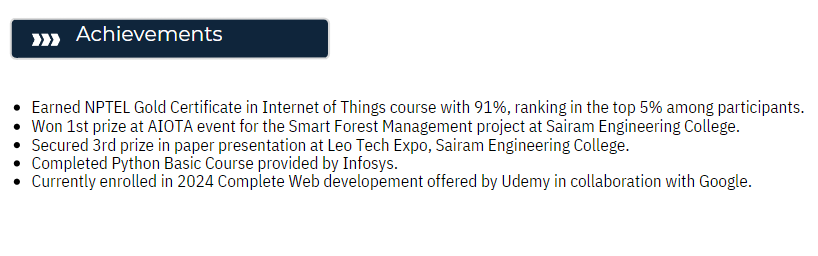 Achievements
Earned NPTEL Gold Certificate in Internet of Things course with 91%, ranking in the top 5% among participants.
Won 1st prize at AIOTA event for the Smart Forest Management project at Sairam Engineering College.
Secured 3rd prize in paper presentation at Leo Tech Expo, Sairam Engineering College.
Completed Python Basic Course provided by Infosys.
Currently enrolled in 2024 Complete Web developement offered by Udemy in collaboration with Google.